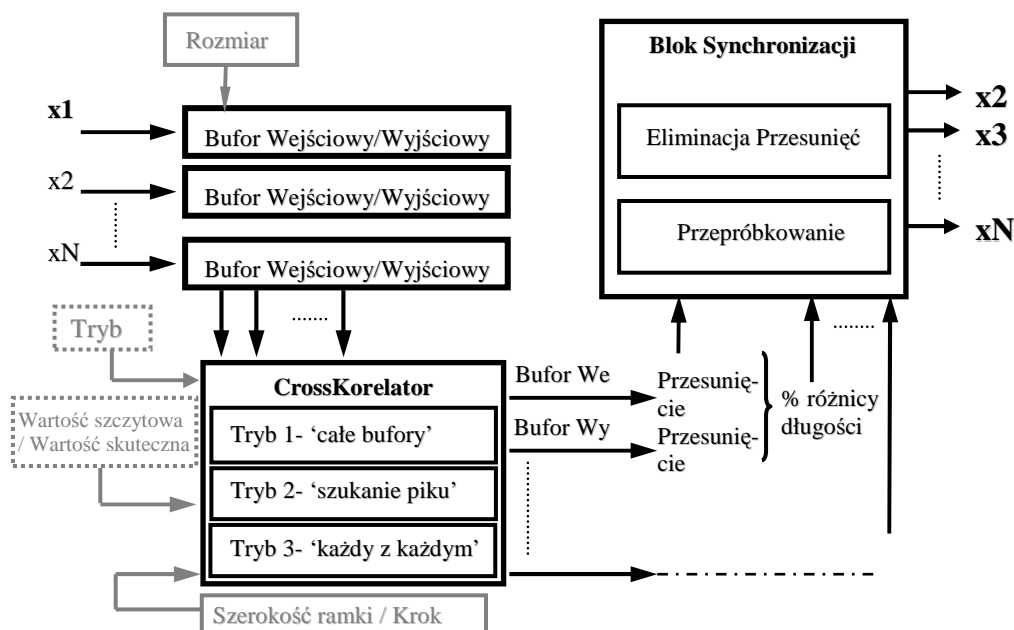 Rozmiar
x1
Bufor Wejściowy/Wyjściowy
x2
Bufor Wejściowy/Wyjściowy
xN
Bufor Wejściowy/Wyjściowy
Blok Synchronizacji
Eliminacja Przesunięć
Przepróbkowanie
x2
x3
xN
Tryb
Wartość szczytowa
/ Wartość skuteczna
CrossKorelator
Tryb 1- ‘całe bufory’
Tryb 2- ‘szukanie piku’
Tryb 3- ‘każdy z każdym’
Szerokość ramki / Krok
Bufor We
Przesunię-
cie
Bufor Wy
Przesunię-
cie
% różnicy
długości